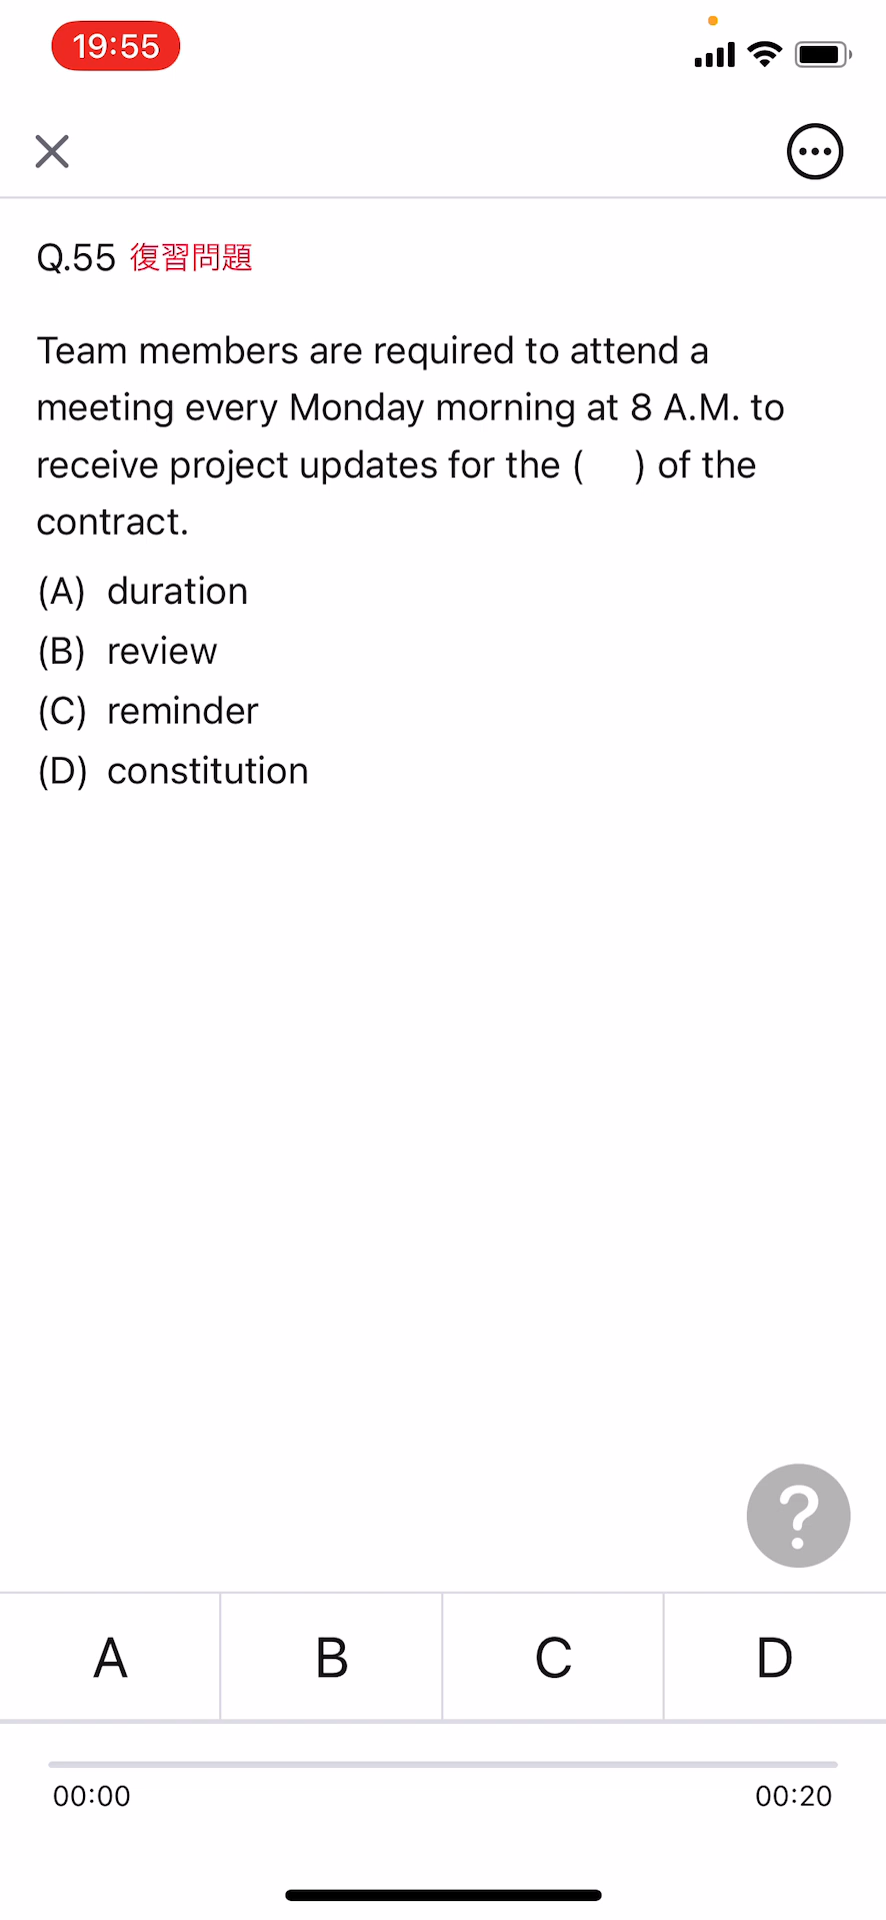 19:55
Q.55 復習問題
Team members are required to attend a
meeting every Monday morning at 8 A.M. to
receive project updates for the (    ) of the
contract.
(A) duration
(B) review
(C) reminder
(D) constitution
?
A B C D
00:00 00:20